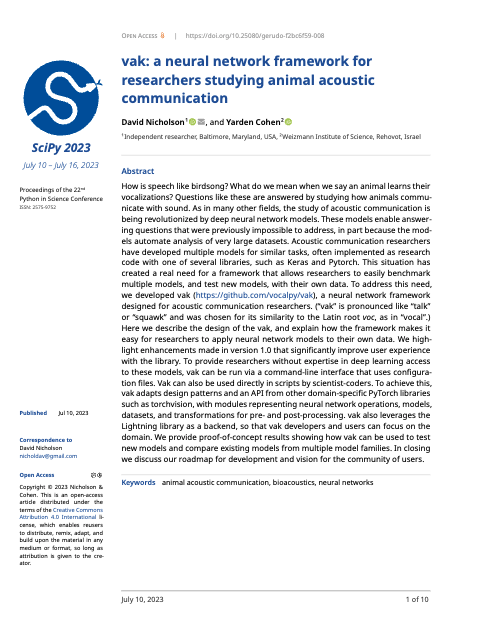 OPEN ACCESS | https://doi.org/10.25080/gerudo-f2bc6f59-008
vak: a neural network framework for
researchers studying animal acoustic
communication
David Nicholson1, and Yarden Cohen2
1Independent researcher, Baltimore, Maryland, USA, 2Weizmann Institute of Science, Rehovot, Israel
SciPy 2023
July 10 – July 16, 2023
Proceedings of the 22nd
Python in Science Conference
ISSN: 2575-9752
Abstract
How is speech like birdsong? What do we mean when we say an animal learns their
vocalizations? Questions like these are answered by studying how animals commu-
nicate with sound. As in many other fields, the study of acoustic communication is
being revolutionized by deep neural network models. These models enable answer-
ing questions that were previously impossible to address, in part because the mod-
els automate analysis of very large datasets. Acoustic communication researchers
have developed multiple models for similar tasks, often implemented as research
code with one of several libraries, such as Keras and Pytorch. This situation has
created a real need for a framework that allows researchers to easily benchmark
multiple models, and test new models, with their own data. To address this need,
we developed vak (https://github.com/vocalpy/vak), a neural network framework
designed for acoustic communication researchers. ("vak" is pronounced like "talk"
or "squawk" and was chosen for its similarity to the Latin root voc, as in "vocal".)
Here we describe the design of the vak, and explain how the framework makes it
easy for researchers to apply neural network models to their own data. We high-
light enhancements made in version 1.0 that significantly improve user experience
with the library. To provide researchers without expertise in deep learning access
to these models, vak can be run via a command-line interface that uses configura-
tion files. Vak can also be used directly in scripts by scientist-coders. To achieve this,
vak adapts design patterns and an API from other domain-specific PyTorch libraries
such as torchvision, with modules representing neural network operations, models,
datasets, and transformations for pre- and post-processing. vak also leverages the
Lightning library as a backend, so that vak developers and users can focus on the
domain. We provide proof-of-concept results showing how vak can be used to test
new models and compare existing models from multiple model families. In closing
we discuss our roadmap for development and vision for the community of users.
Keywords animal acoustic communication, bioacoustics, neural networks
Published Jul 10, 2023
Correspondence to
David Nicholson
nicholdav@gmail.com
Open Access
Copyright © 2023 Nicholson &
Cohen. This is an open-access
article distributed under the
terms of the Creative Commons
Attribution 4.0 International li-
cense, which enables reusers
to distribute, remix, adapt, and
build upon the material in any
medium or format, so long as
attribution is given to the cre-
ator.
July 10, 2023 1 of 10